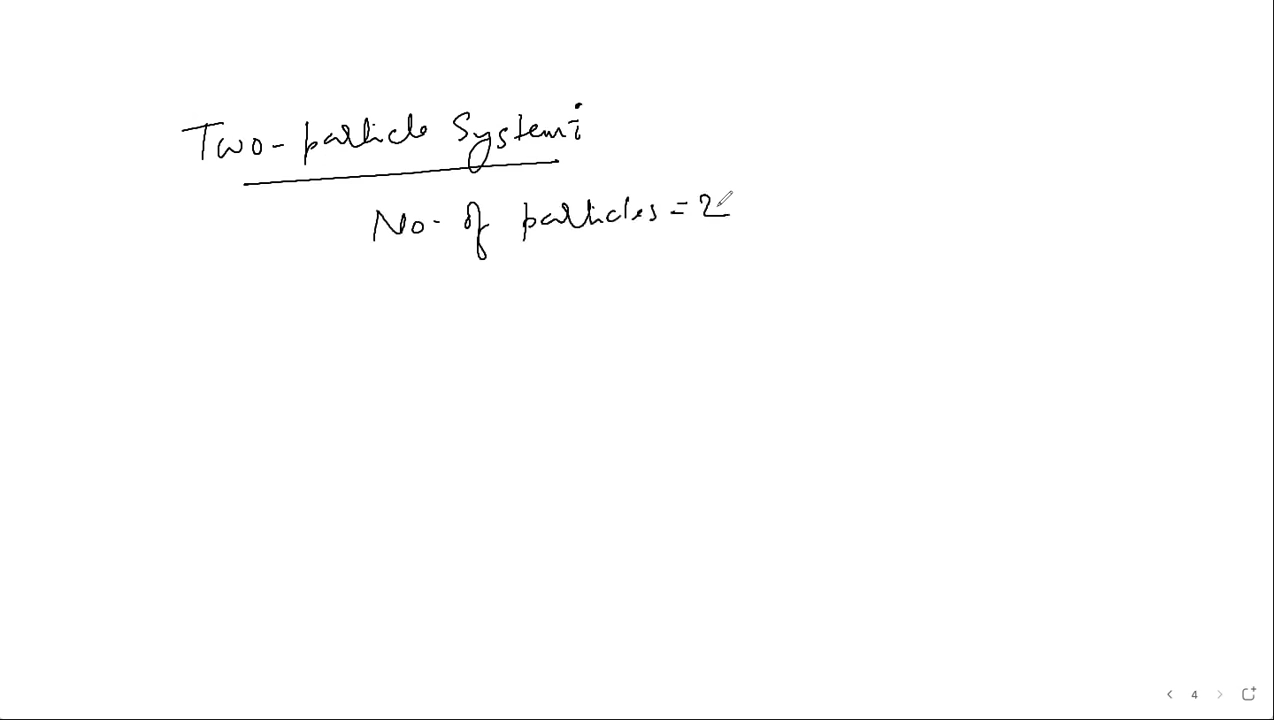 Two-particle System:
No. of particles = 2
4